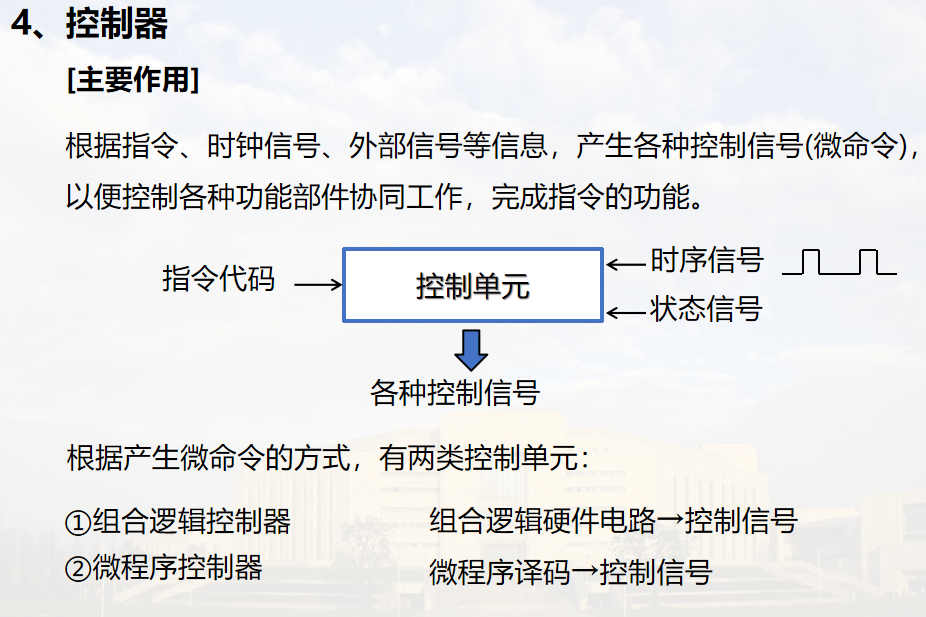 4、控制器
[主要作用]
根据指令、时钟信号、外部信号等信息，产生各种控制信号(微命令)，
以便控制各种功能部件协同工作，完成指令的功能。
指令代码
控制单元
时序信号
状态信号
各种控制信号
根据产生微命令的方式，有两类控制单元：
①组合逻辑控制器 组合逻辑硬件电路→控制信号
②微程序控制器 微程序译码→控制信号